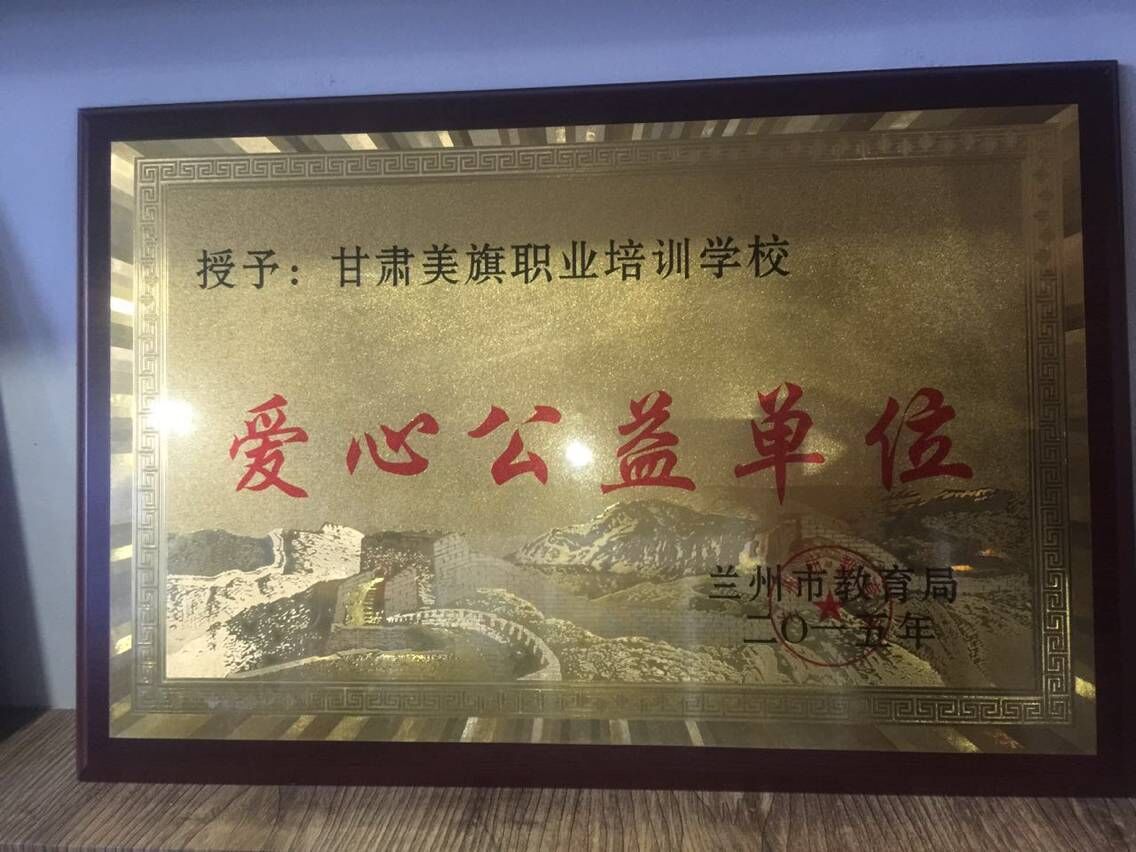 授予：甘肃美旗职业培训学校
爱心公益单位
兰州市教育局
二〇一五年